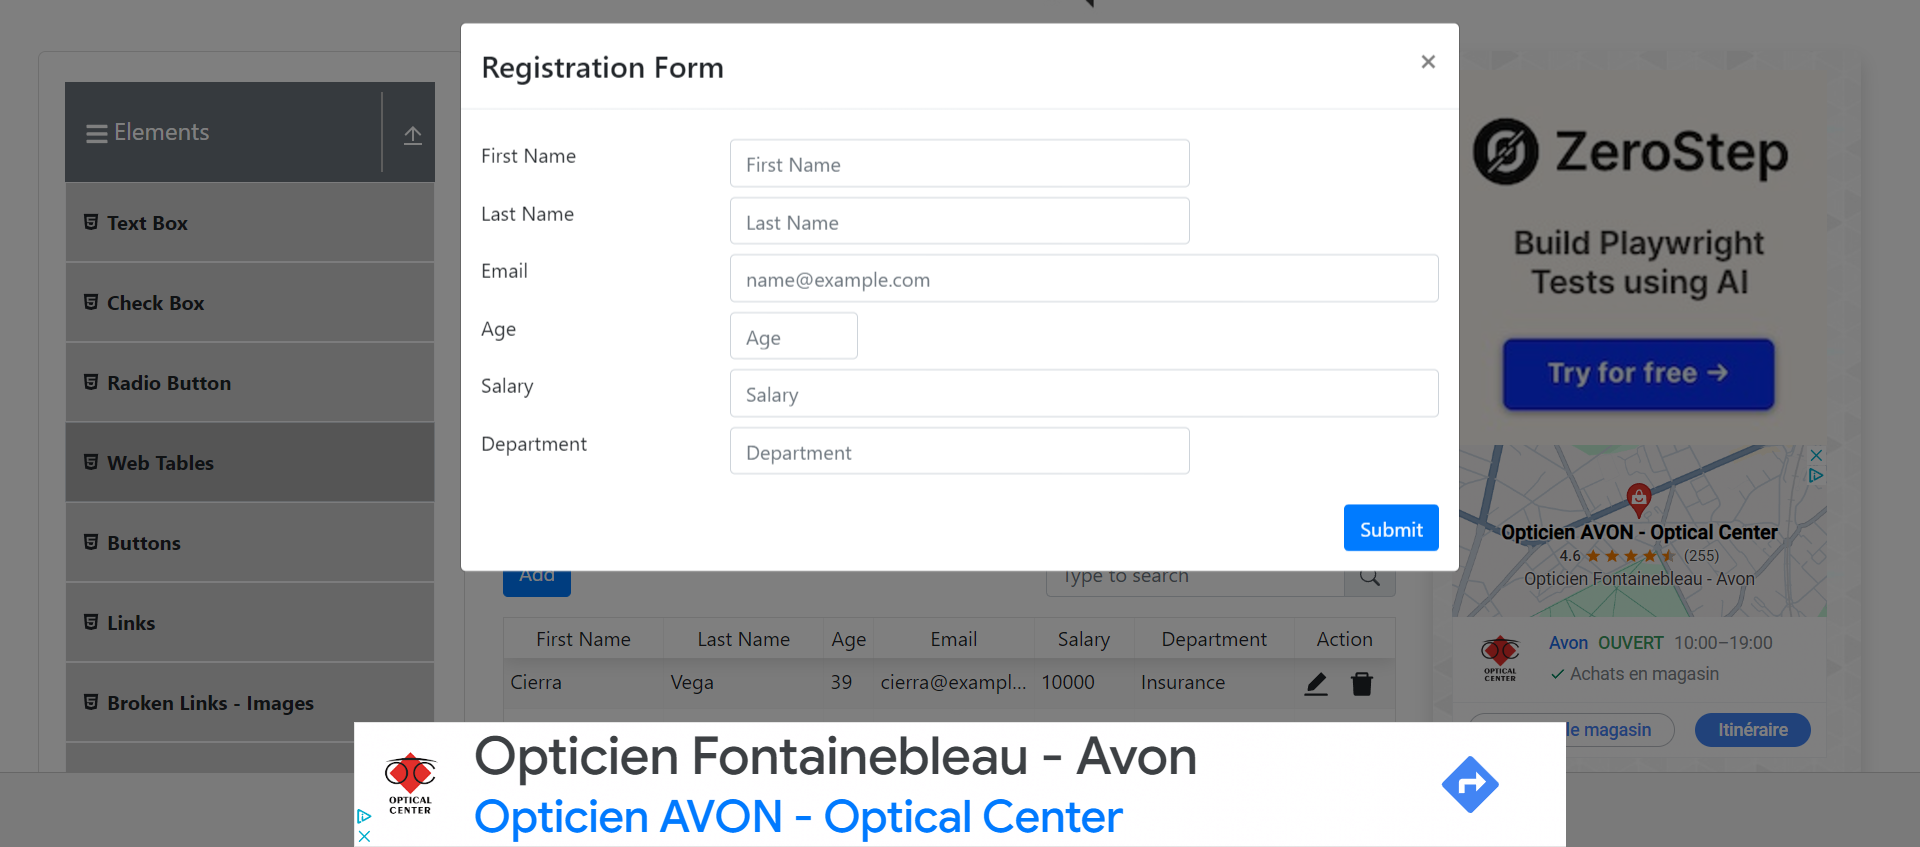 Registration Form
×
First Name
First Name
Last Name
Last Name
Email
name@example.com
Age
Age
Salary
Salary
Department
Department
Submit
Elements
Text Box
Check Box
Radio Button
Web Tables
Buttons
Links
Broken Links - Images
Add
Type to search
First Name Last Name Age Email Salary Department Action
Cierra Vega 39 cierra@exampl... 10000 Insurance
ZeroStep
Build Playwright
Tests using AI
Try for free →
Opticien AVON - Optical Center
4.6 (255)
Opticien Fontainebleau - Avon
OPTICAL
CENTER
Avon OUVERT 10:00–19:00
Achats en magasin
le magasin
Itinéraire
OPTICAL
CENTER
Opticien Fontainebleau - Avon
Opticien AVON - Optical Center